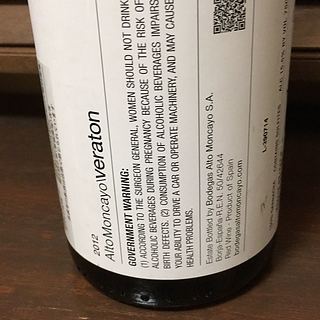 2012
AltoMoncayo\veraton
GOVERNMENT WARNING:
(1) ACCORDING TO THE SURGEON GENERAL, WOMEN SHOULD NOT DRINK
ALCOHOLIC BEVERAGES DURING PREGNANCY BECAUSE OF THE RISK OF
BIRTH DEFECTS. (2) CONSUMPTION OF ALCOHOLIC BEVERAGES IMPAIRS
YOUR ABILITY TO DRIVE A CAR OR OPERATE MACHINERY, AND MAY CAUSE
HEALTH PROBLEMS.
Estate Bottled by Bodegas Alto Moncayo S.A.
Borja-España-R.E.N. 50/42644
Red Wine - Product of Spain
bodegasaltomoncayo.com
L-290714
CONTAINS SULFITES